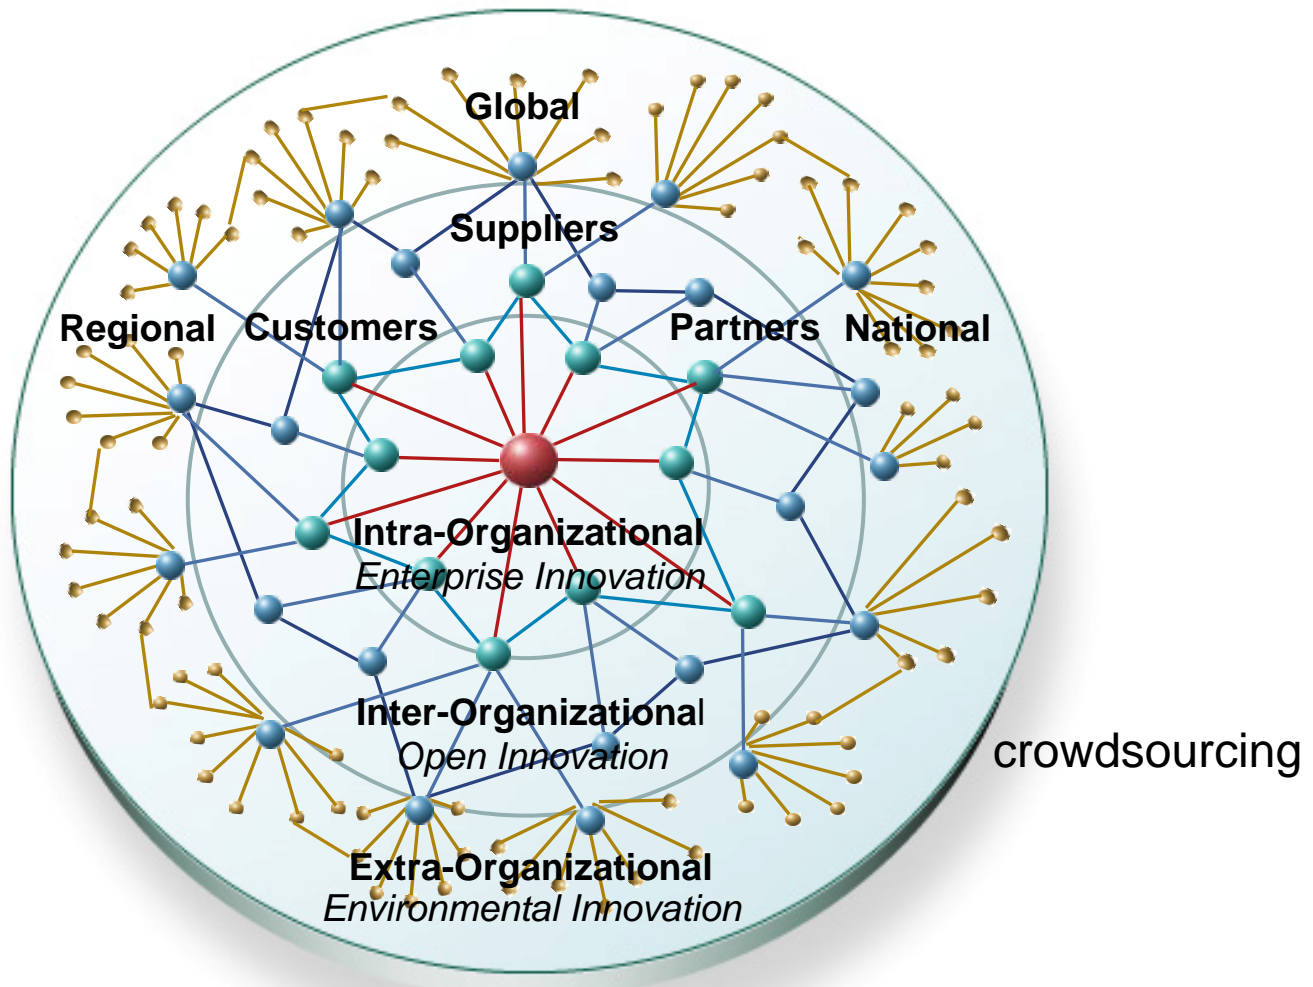 Global
Suppliers
Regional Customers Partners National
Intra-Organizational
Enterprise Innovation
Inter-Organizational
Open Innovation
crowdsourcing
Extra-Organizational
Environmental Innovation